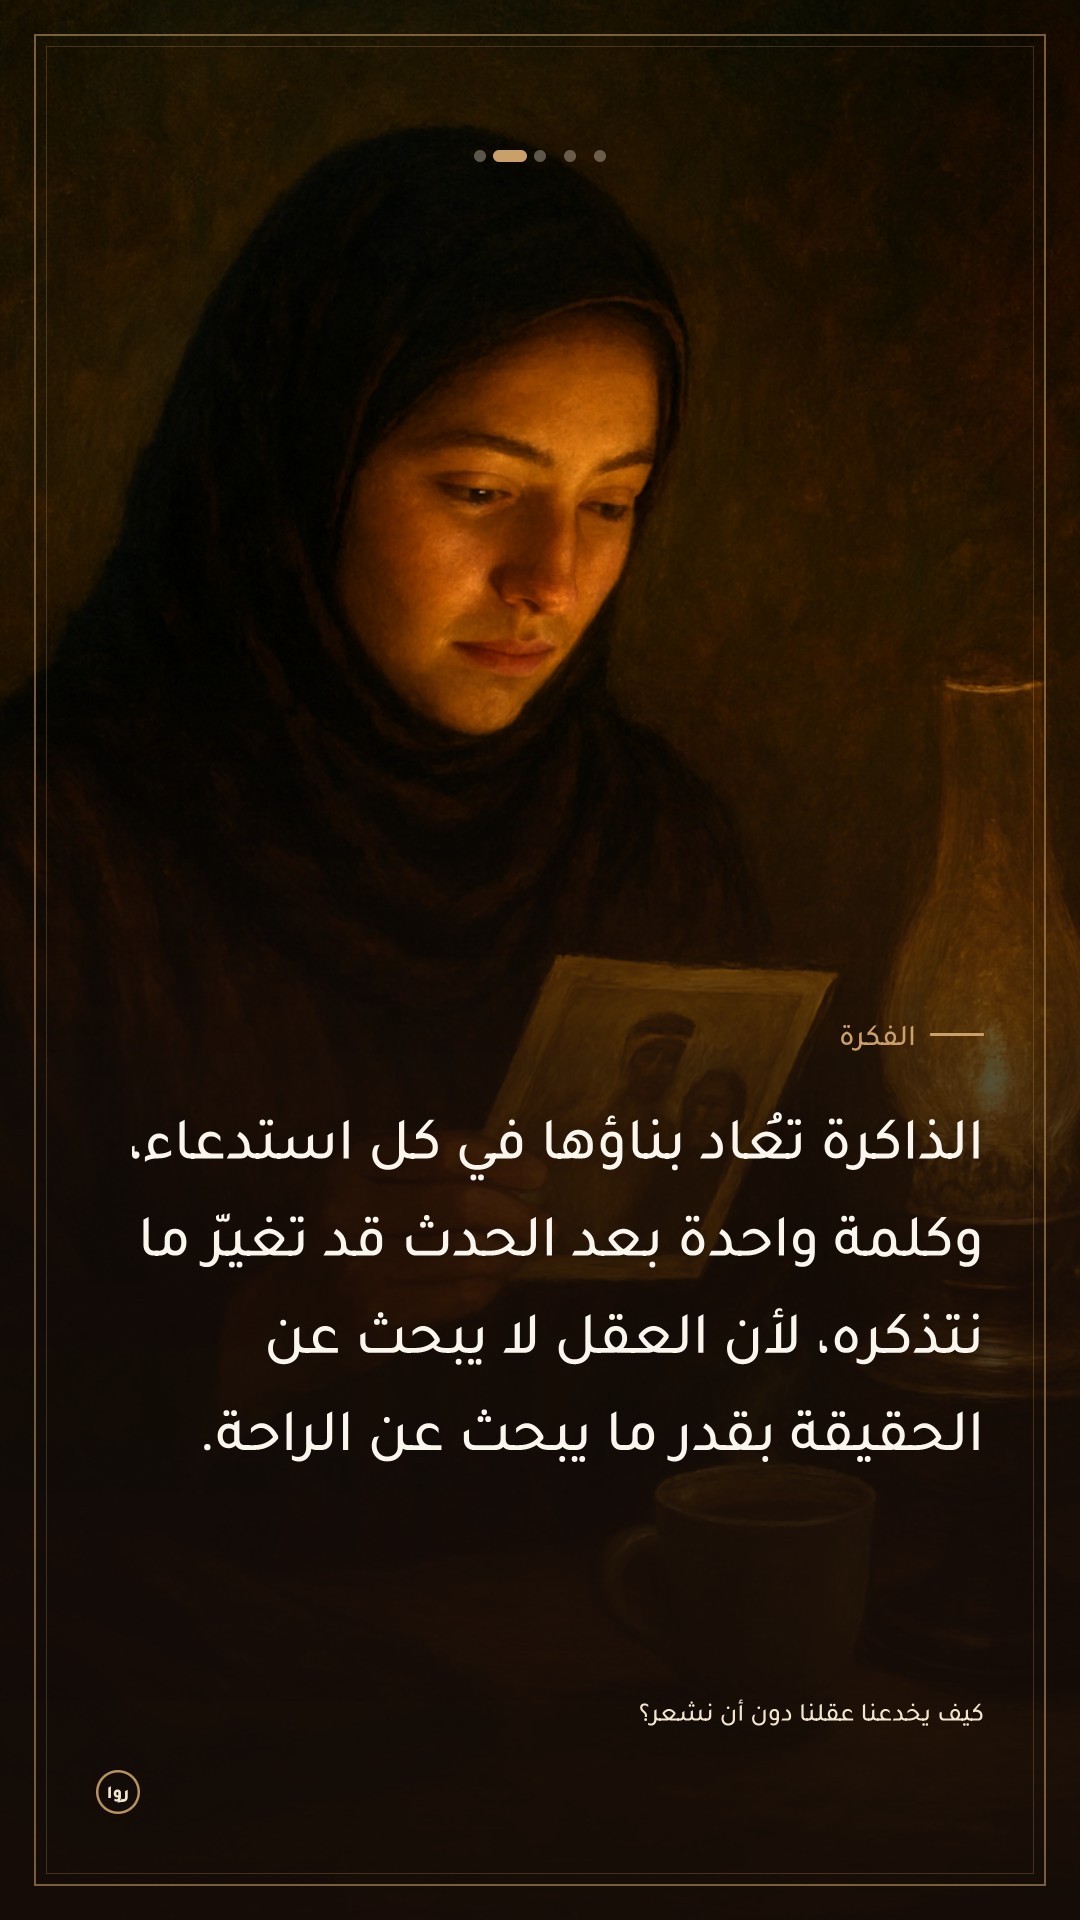 الفكرة
الذاكرة تُعاد بناؤها في كل استدعاء،
وكلمة واحدة بعد الحدث قد تغيّر ما
نتذكره، لأن العقل لا يبحث عن
الحقيقة بقدر ما يبحث عن الراحة.
كيف يخدعنا عقلنا دون أن نشعر؟
روا